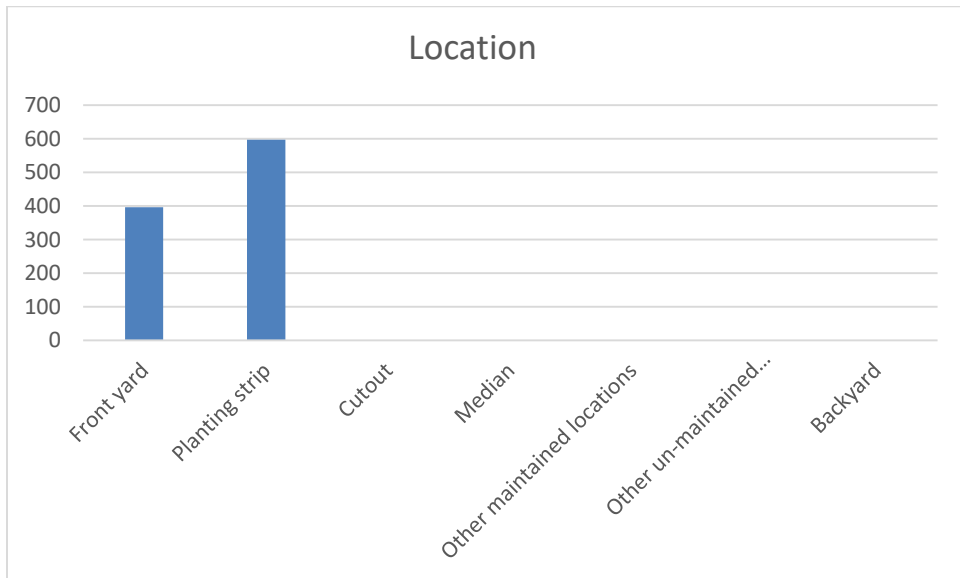 Location
700
600
500
400
300
200
100
0
Front yard
Planting strip
Cutout
Median
Other maintained locations
Other un-maintained...
Backyard